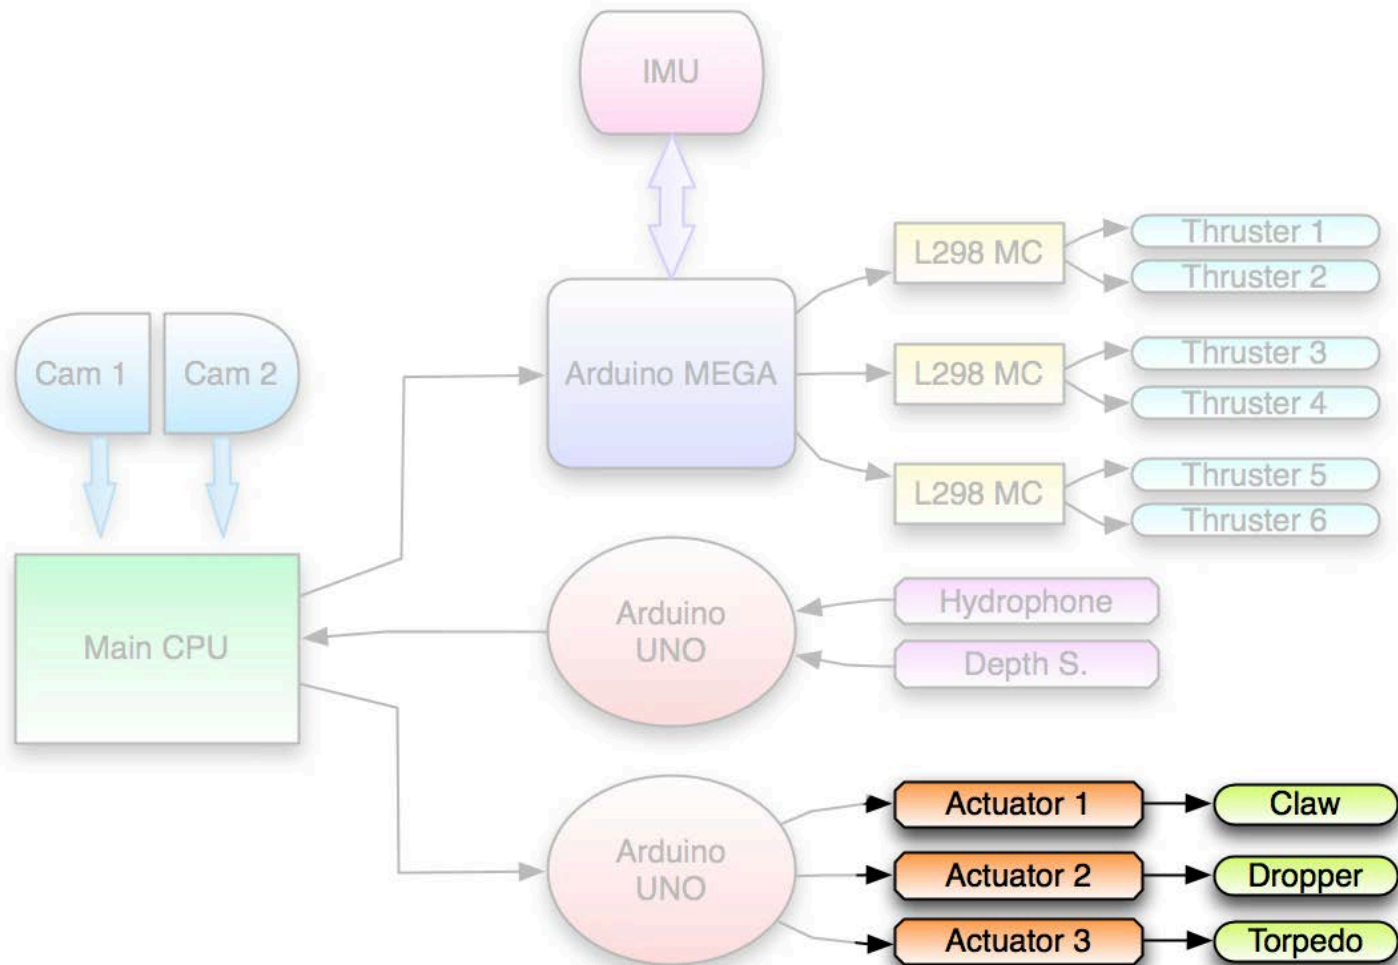 IMU
L298 MC
Thruster 1
Thruster 2
Cam 1
Cam 2
Arduino MEGA
L298 MC
Thruster 3
Thruster 4
L298 MC
Thruster 5
Thruster 6
Main CPU
Arduino
UNO
Hydrophone
Depth S.
Arduino
UNO
Actuator 1
Claw
Actuator 2
Dropper
Actuator 3
Torpedo